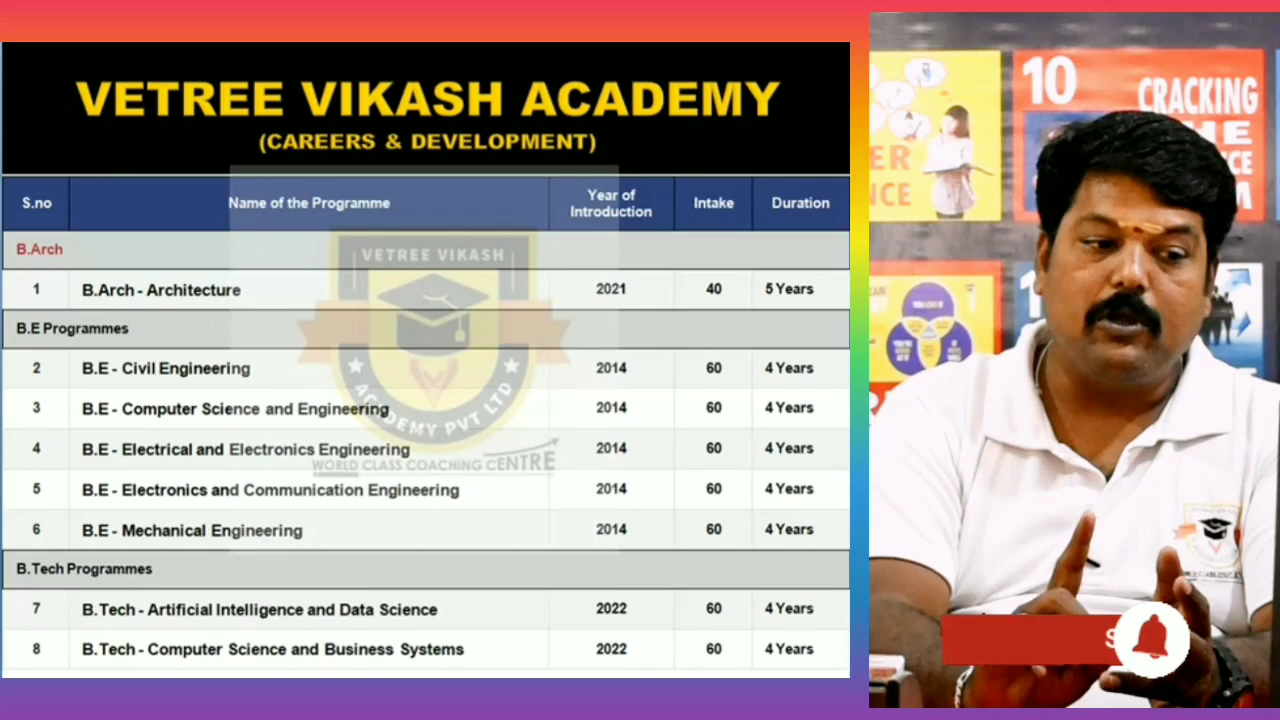 VETREE VIKASH ACADEMY
(CAREERS & DEVELOPMENT)
S.no Name of the Programme Year of Introduction Intake Duration
B.Arch
1 B.Arch - Architecture 2021 40 5 Years
B.E Programmes
2 B.E - Civil Engineering 2014 60 4 Years
3 B.E - Computer Science and Engineering 2014 60 4 Years
4 B.E - Electrical and Electronics Engineering 2014 60 4 Years
5 B.E - Electronics and Communication Engineering 2014 60 4 Years
6 B.E - Mechanical Engineering 2014 60 4 Years
B.Tech Programmes
7 B.Tech - Artificial Intelligence and Data Science 2022 60 4 Years
8 B.Tech - Computer Science and Business Systems 2022 60 4 Years
VETREE VIKASH
ACADEMY PVT LTD
WORLD CLASS COACHING CENTRE
10
CRACKING